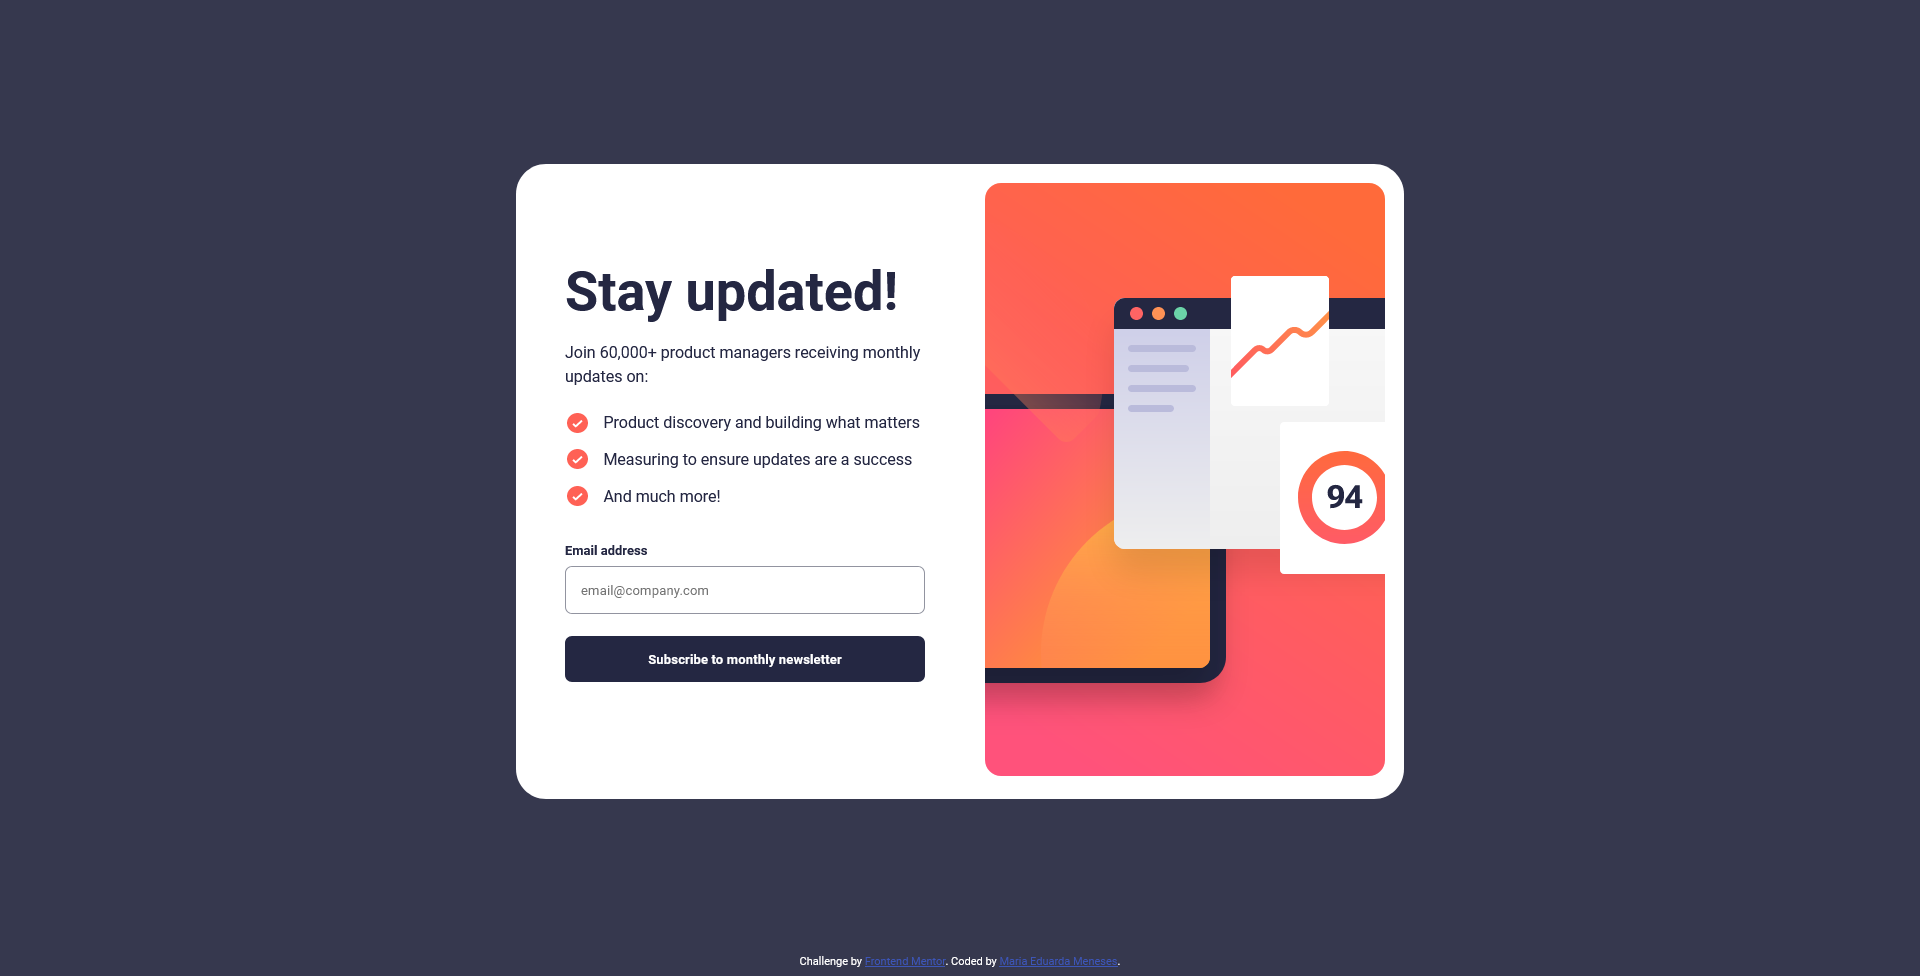 Stay updated!
Join 60,000+ product managers receiving monthly
updates on:
Product discovery and building what matters
Measuring to ensure updates are a success
And much more!
Email address
email@company.com
Subscribe to monthly newsletter
94
Challenge by Frontend Mentor. Coded by Maria Eduarda Meneses.